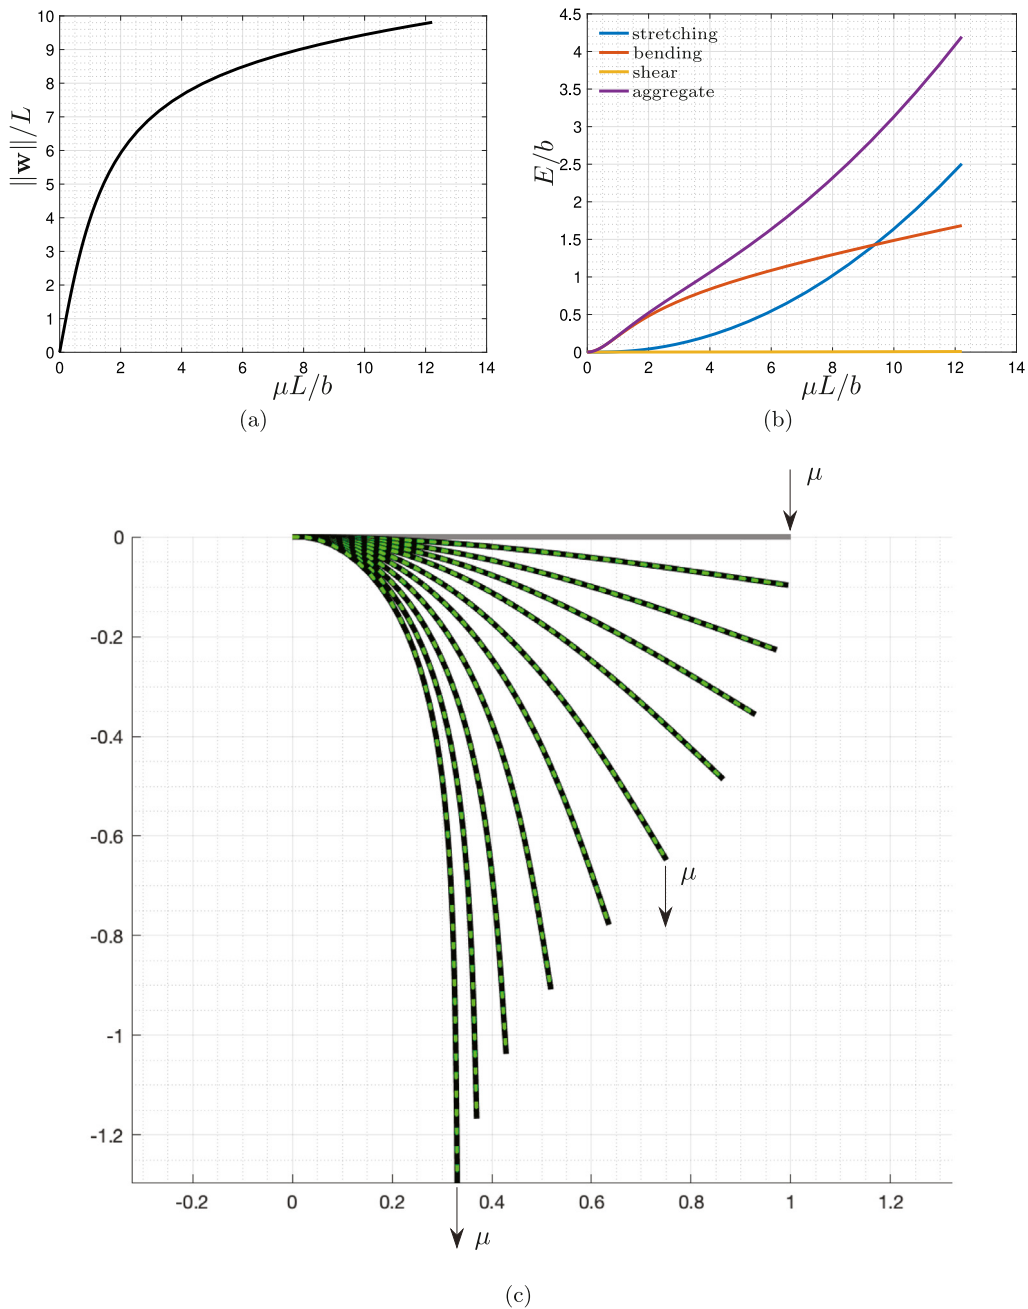 10
9
8
7
6
5
4
3
2
1
0
‖w‖/L
0 2 4 6 8 10 12 14
μL/b
(a)
4.5
4
3.5
3
2.5
2
1.5
1
0.5
0
E/b
stretching
bending
shear
aggregate
0 2 4 6 8 10 12 14
μL/b
(b)
μ
0
-0.2
-0.4
-0.6
μ
-0.8
-1
-1.2
-0.2 0 0.2 0.4 0.6 0.8 1 1.2
μ
(c)